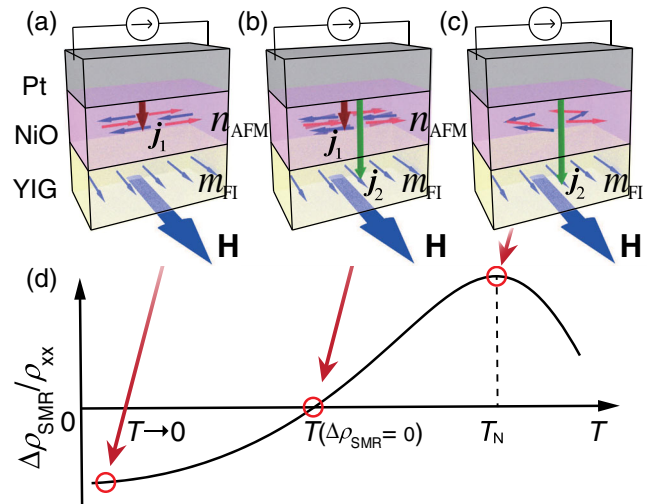 (a) (b) (c)
Pt
NiO
YIG
n_AFM n_AFM
j_1 j_1
j_2 j_2
m_FI m_FI m_FI
H H H
(d)
Δρ_SMR/ρ_xx
0
T→0 T(Δρ_SMR= 0) T_N T